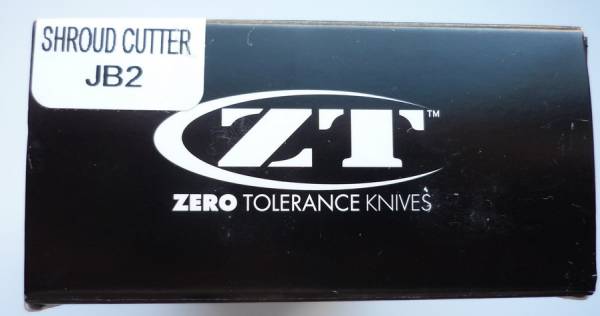 SHROUD CUTTER
JB2
ZT™
ZERO TOLERANCE KNIVES